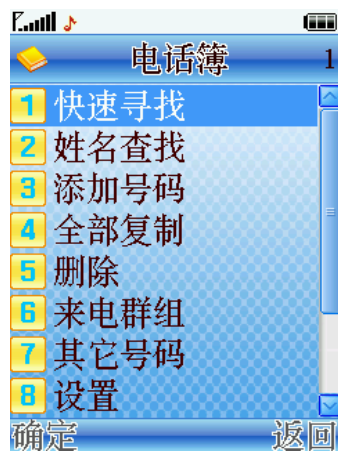 电话簿 1
1 快速寻找
2 姓名查找
3 添加号码
4 全部复制
5 删除
6 来电群组
7 其它号码
8 设置
确定 返回